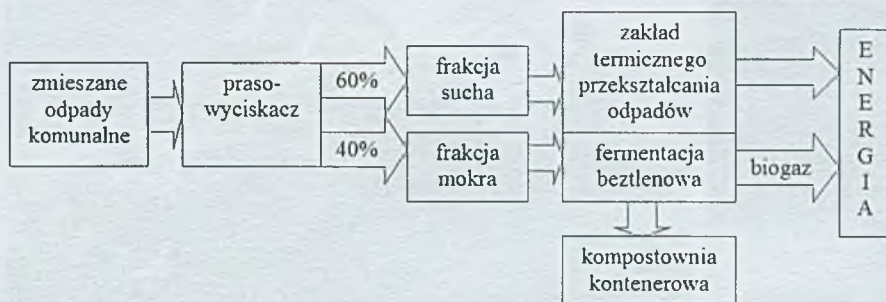 zmieszane
odpady
komunalne
praso-
wyciskacz
60%
40%
frakcja
sucha
frakcja
mokra
zakład
termicznego
przekształcania
odpadów
fermentacja
beztlenowa
biogaz
kompostownia
kontenerowa
E
N
E
R
G
I
A